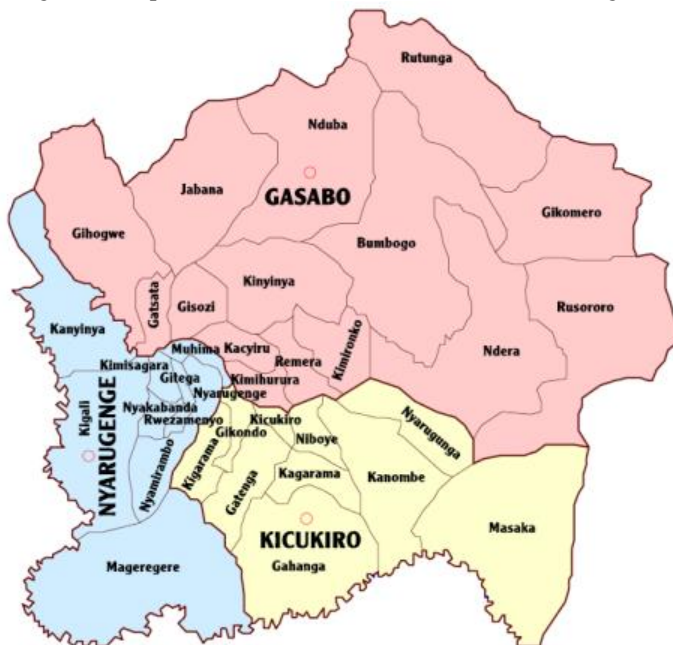 Rutunga
Nduba
Jabana
GASABO
Gikomero
Gihogwe
Bumbogo
Kinyinya
Gatsata
Gisozi
Rusororo
Kanyinya
Muhima
Kacyiru
Remera
Kimironko
Ndera
Kimisagara
Gitega
Kimihurura
Nyarugenge
Kigali
NYARUGENGE
Nyakabanda
Rwezamenyo
Nyamirambo
Kigarama
Gikondo
Kicukiro
Niboye
Nyarugunga
Gatenga
Kagarama
Kanombe
Masaka
KICUKIRO
Gahanga
Mageregere